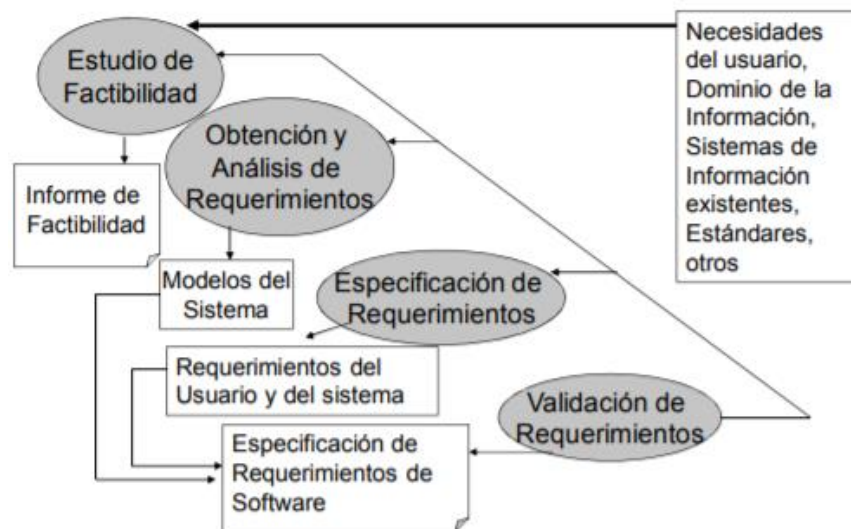 Estudio de
Factibilidad
Necesidades
del usuario,
Dominio de la
Información,
Sistemas de
Información
existentes,
Estándares,
otros
Obtención y
Análisis de
Requerimientos
Informe de
Factibilidad
Modelos del
Sistema
Especificación de
Requerimientos
Requerimientos del
Usuario y del sistema
Validación de
Requerimientos
Especificación de
Requerimientos de
Software